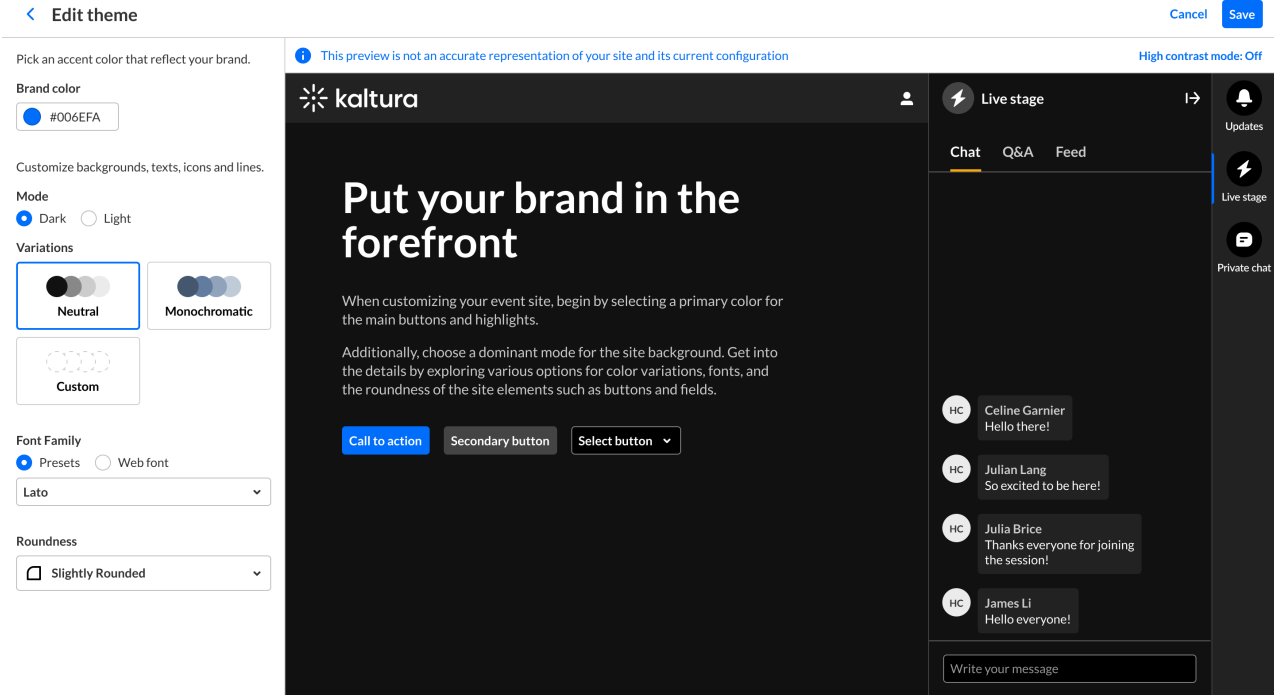 Edit theme
Cancel
Save
Pick an accent color that reflect your brand.
Brand color
#006EFA
Customize backgrounds, texts, icons and lines.
Mode
Dark
Light
Variations
Neutral
Monochromatic
Custom
Font Family
Presets
Web font
Lato
Roundness
Slightly Rounded
This preview is not an accurate representation of your site and its current configuration
High contrast mode: Off
kaltura
Put your brand in the
forefront
When customizing your event site, begin by selecting a primary color for
the main buttons and highlights.
Additionally, choose a dominant mode for the site background. Get into
the details by exploring various options for color variations, fonts, and
the roundness of the site elements such as buttons and fields.
Call to action
Secondary button
Select button
Live stage
Chat
Q&A
Feed
HC
Celine Garnier
Hello there!
HC
Julian Lang
So excited to be here!
HC
Julia Brice
Thanks everyone for joining
the session!
HC
James Li
Hello everyone!
Write your message
Updates
Live stage
Private chat